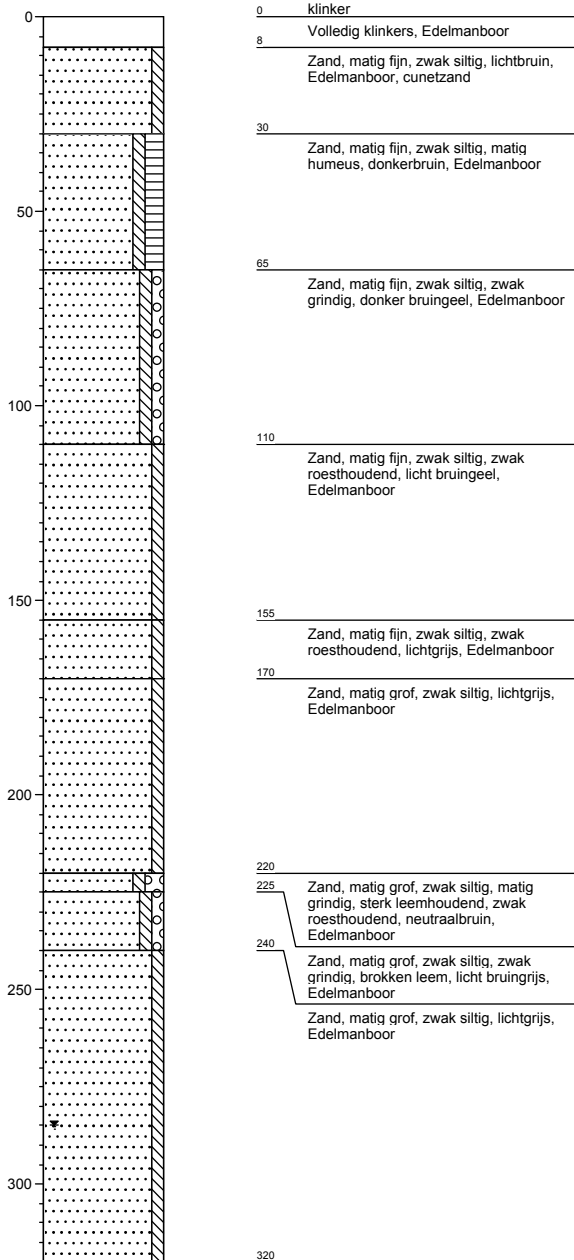 0
0 klinker
Volledig klinkers, Edelmanboor
8
Zand, matig fijn, zwak siltig, lichtbruin,
Edelmanboor, cunetzand
30
Zand, matig fijn, zwak siltig, matig
humeus, donkerbruin, Edelmanboor
50
65
Zand, matig fijn, zwak siltig, zwak
grindig, donker bruingeel, Edelmanboor
100
110
Zand, matig fijn, zwak siltig, zwak
roesthoudend, licht bruingeel,
Edelmanboor
150
155
Zand, matig fijn, zwak siltig, zwak
roesthoudend, lichtgrijs, Edelmanboor
170
Zand, matig grof, zwak siltig, lichtgrijs,
Edelmanboor
200
220
225
Zand, matig grof, zwak siltig, matig
grindig, sterk leemhoudend, zwak
roesthoudend, neutraalbruin,
Edelmanboor
240
Zand, matig grof, zwak siltig, zwak
grindig, brokken leem, licht bruingrijs,
Edelmanboor
250
Zand, matig grof, zwak siltig, lichtgrijs,
Edelmanboor
300
320